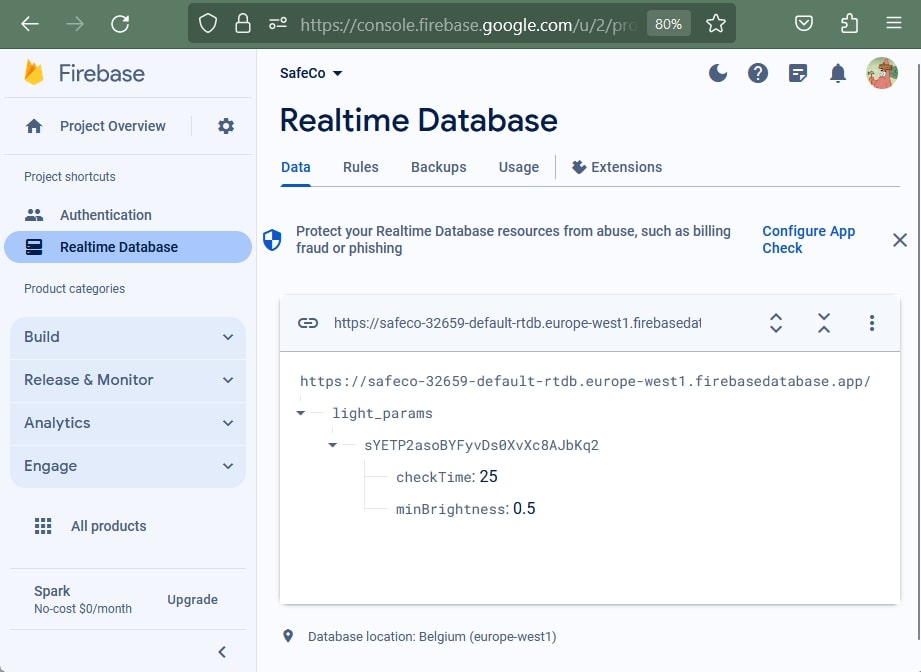 https://console.firebase.google.com/u/2/pro
80%
Firebase
SafeCo
Project Overview
Realtime Database
Data
Rules
Backups
Usage
Extensions
Project shortcuts
Authentication
Realtime Database
Product categories
Build
Release & Monitor
Analytics
Engage
All products
Spark
No-cost $0/month
Upgrade
Protect your Realtime Database resources from abuse, such as billing
fraud or phishing
Configure App
Check
https://safeco-32659-default-rtdb.europe-west1.firebasedat
https://safeco-32659-default-rtdb.europe-west1.firebasedatabase.app/
light_params
sYETP2asoBYFyvDs0XvXc8AJbKq2
checkTime: 25
minBrightness: 0.5
Database location: Belgium (europe-west1)